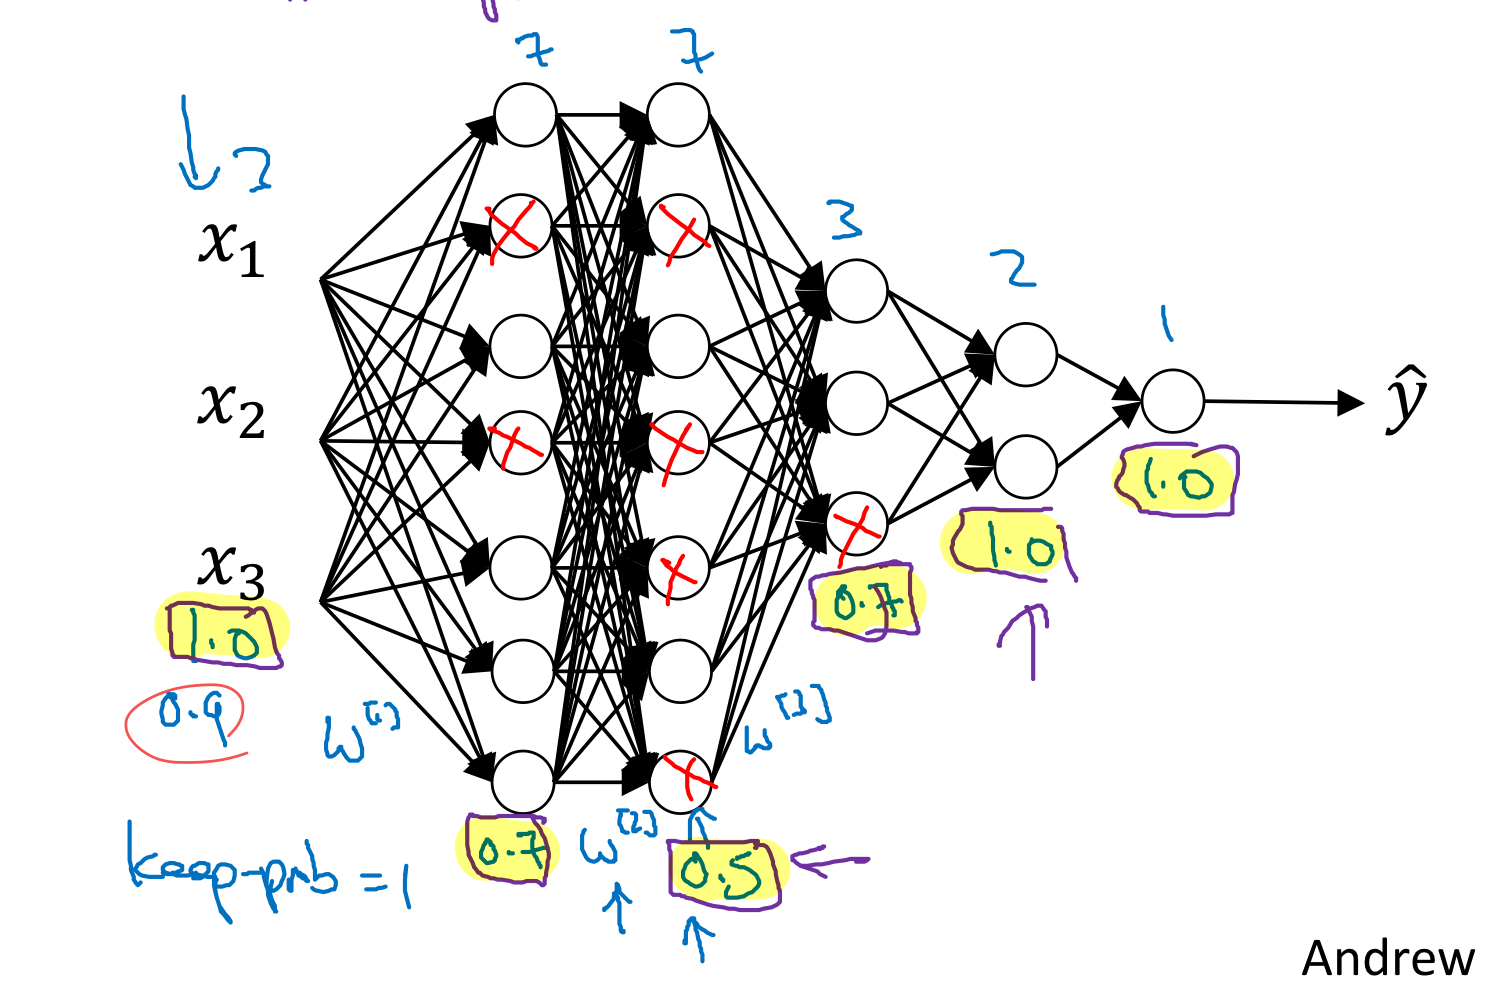 7
7
3
x₁
3
2
1
x₂
ŷ
1.0
1.0
x₃
0.7
1.0
0.9
W[1]
W[3]
keep-prob = 1
0.7
W[2]
0.5
Andrew